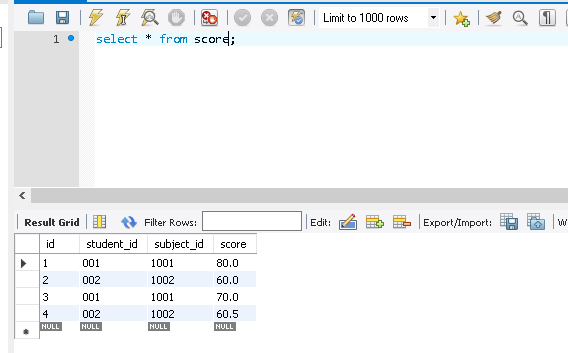 Limit to 1000 rows
1 select * from score;
Result Grid Filter Rows: Edit: Export/Import: W
id student_id subject_id score
1 001 1001 80.0
2 002 1002 60.0
3 001 1001 70.0
4 002 1002 60.5
NULL NULL NULL NULL